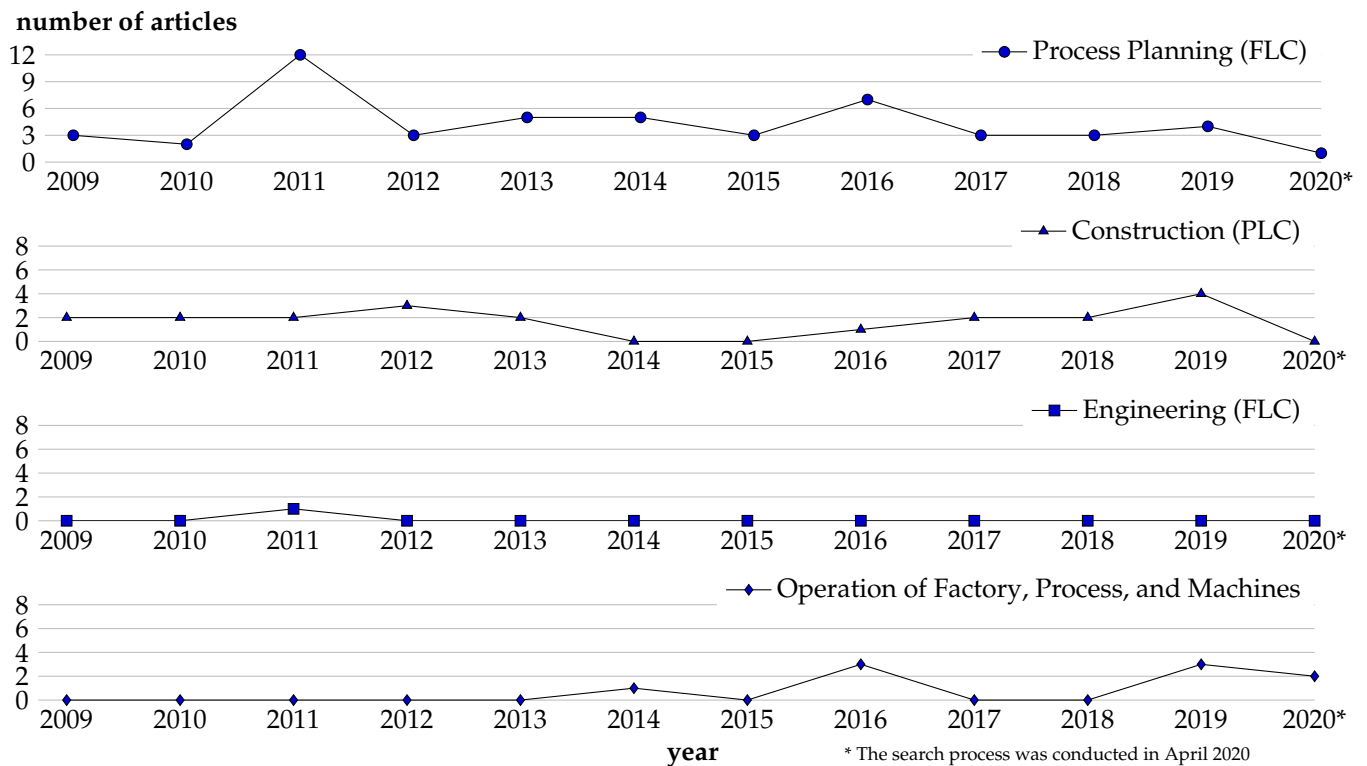 number of articles
Process Planning (FLC)
12
9
6
3
0
2009 2010 2011 2012 2013 2014 2015 2016 2017 2018 2019 2020*
Construction (PLC)
8
6
4
2
0
2009 2010 2011 2012 2013 2014 2015 2016 2017 2018 2019 2020*
Engineering (FLC)
8
6
4
2
0
2009 2010 2011 2012 2013 2014 2015 2016 2017 2018 2019 2020*
Operation of Factory, Process, and Machines
8
6
4
2
0
2009 2010 2011 2012 2013 2014 2015 2016 2017 2018 2019 2020*
year
* The search process was conducted in April 2020